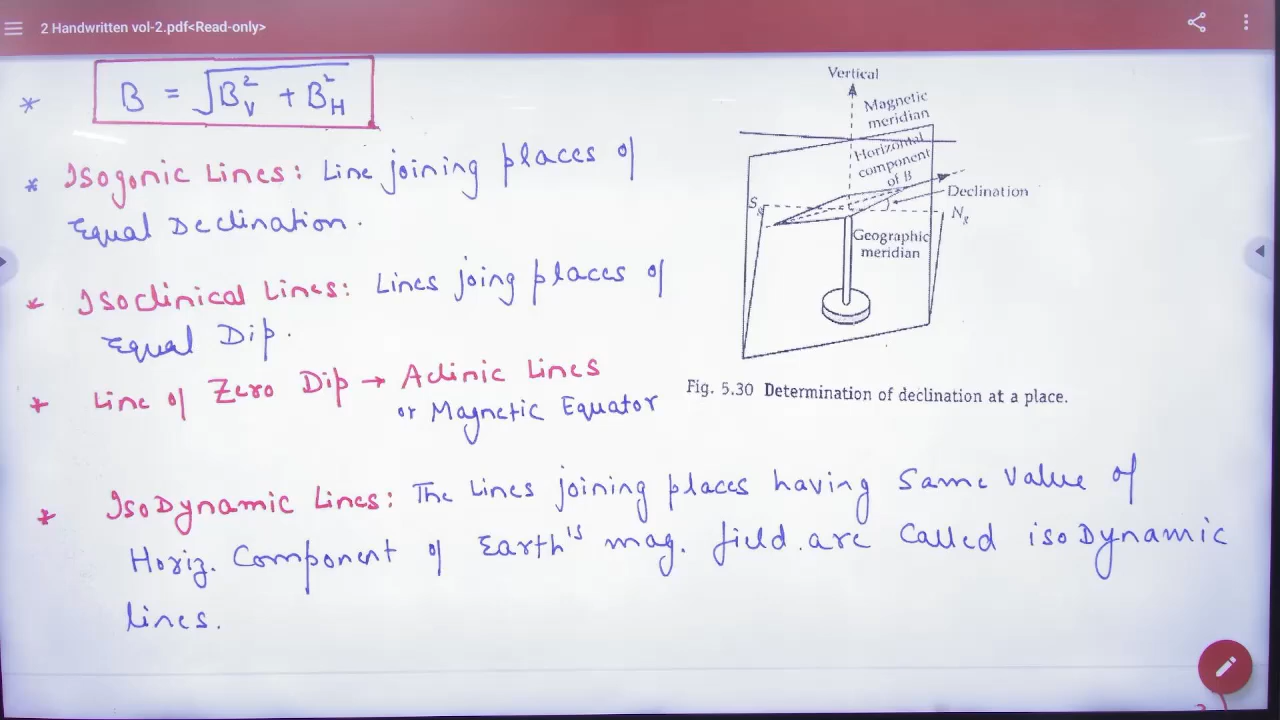 2 Handwritten vol-2.pdf<Read-only>
* B = √B_V² + B_H²
* Isogonic Lines: Line joining places of
Equal Declination.
* Isoclinical Lines: Lines joing places of
Equal Dip.
* Line of Zero Dip → Aclinic Lines
or Magnetic Equator
* IsoDynamic Lines: The Lines joining places having Same Value of
Horiz. Component of Earth's mag. field.are Called isoDynamic
lines.
Vertical
Magnetic
meridian
Horizontal
component
of B
Declination
S_g
N_g
Geographic
meridian
Fig. 5.30 Determination of declination at a place.